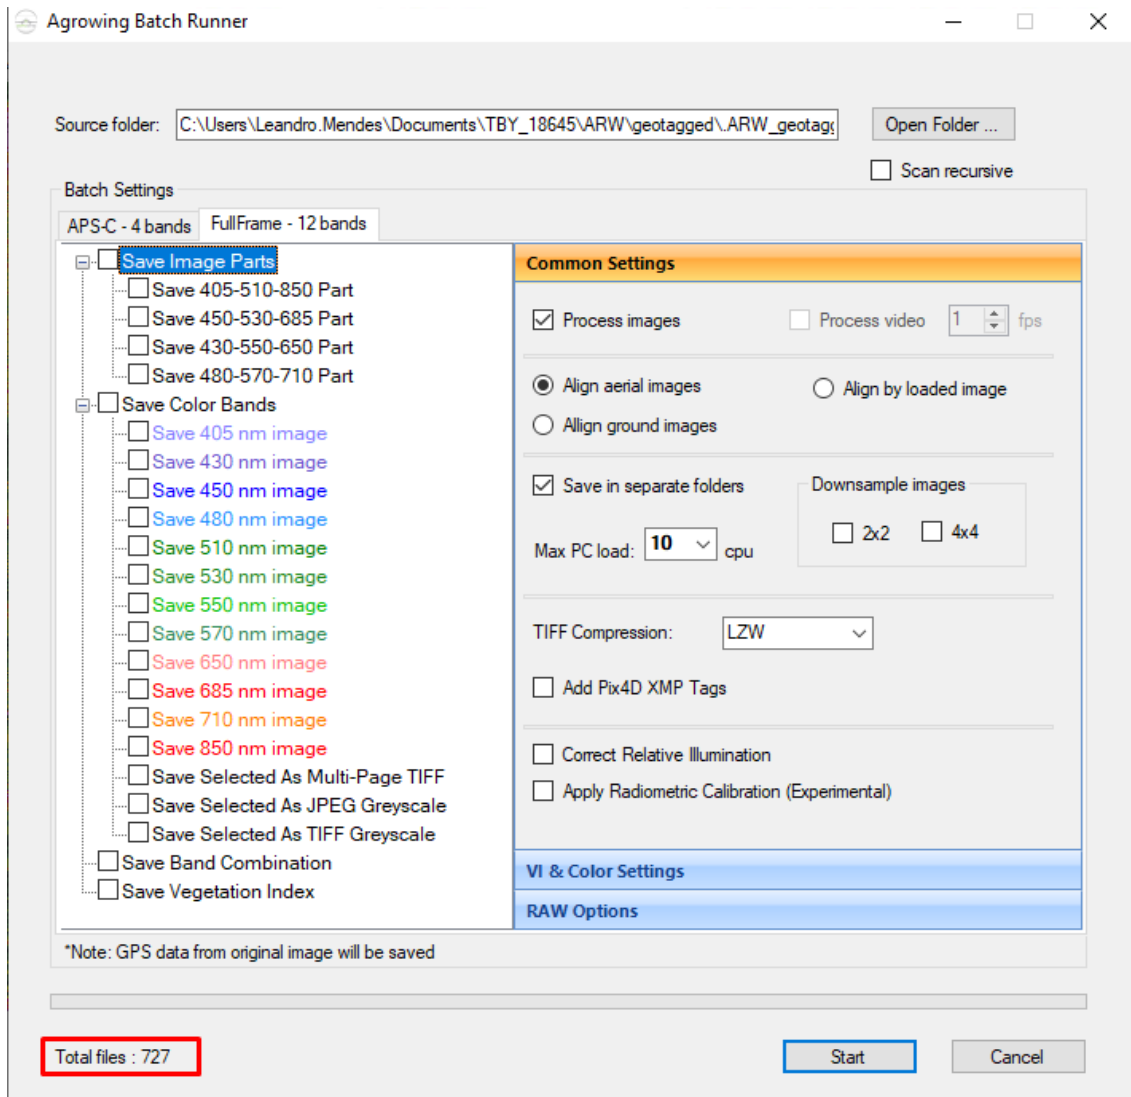 Agrowing Batch Runner
Source folder: C:\Users\Leandro.Mendes\Documents\TBY_18645\ARW\geotagged\.ARW_geotagg Open Folder ...
Scan recursive
Batch Settings
APS-C - 4 bands FullFrame - 12 bands
Save Image Parts
Save 405-510-850 Part
Save 450-530-685 Part
Save 430-550-650 Part
Save 480-570-710 Part
Save Color Bands
Save 405 nm image
Save 430 nm image
Save 450 nm image
Save 480 nm image
Save 510 nm image
Save 530 nm image
Save 550 nm image
Save 570 nm image
Save 650 nm image
Save 685 nm image
Save 710 nm image
Save 850 nm image
Save Selected As Multi-Page TIFF
Save Selected As JPEG Greyscale
Save Selected As TIFF Greyscale
Save Band Combination
Save Vegetation Index
Common Settings
Process images Process video 1 fps
Align aerial images Align by loaded image
Allign ground images
Save in separate folders Downsample images
2x2 4x4
Max PC load: 10 cpu
TIFF Compression: LZW
Add Pix4D XMP Tags
Correct Relative Illumination
Apply Radiometric Calibration (Experimental)
VI & Color Settings
RAW Options
*Note: GPS data from original image will be saved
Total files : 727 Start Cancel